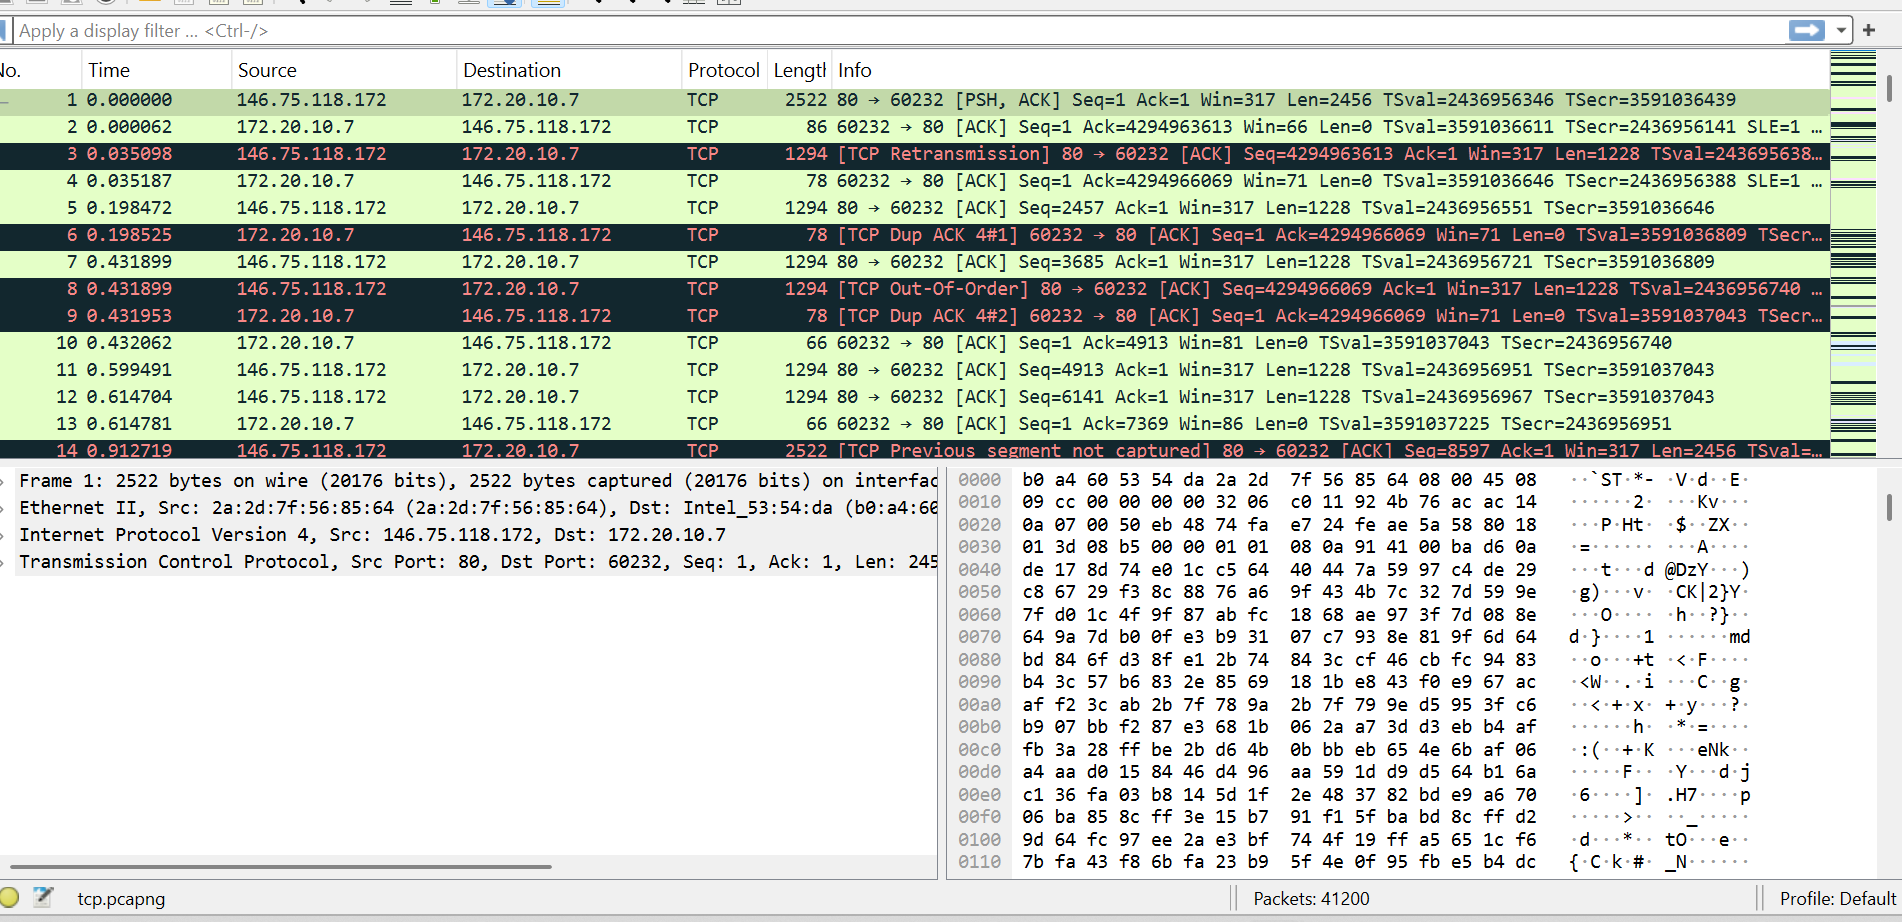 Apply a display filter ... <Ctrl-/>
No. Time Source Destination Protocol Length Info
1 0.000000 146.75.118.172 172.20.10.7 TCP 2522 80 → 60232 [PSH, ACK] Seq=1 Ack=1 Win=317 Len=2456 TSval=2436956346 TSecr=3591036439
2 0.000062 172.20.10.7 146.75.118.172 TCP 86 60232 → 80 [ACK] Seq=1 Ack=4294963613 Win=66 Len=0 TSval=3591036611 TSecr=2436956141 SLE=1 …
3 0.035098 146.75.118.172 172.20.10.7 TCP 1294 [TCP Retransmission] 80 → 60232 [ACK] Seq=4294963613 Ack=1 Win=317 Len=1228 TSval=243695638…
4 0.035187 172.20.10.7 146.75.118.172 TCP 78 60232 → 80 [ACK] Seq=1 Ack=4294966069 Win=71 Len=0 TSval=3591036646 TSecr=2436956388 SLE=1 …
5 0.198472 146.75.118.172 172.20.10.7 TCP 1294 80 → 60232 [ACK] Seq=2457 Ack=1 Win=317 Len=1228 TSval=2436956551 TSecr=3591036646
6 0.198525 172.20.10.7 146.75.118.172 TCP 78 [TCP Dup ACK 4#1] 60232 → 80 [ACK] Seq=1 Ack=4294966069 Win=71 Len=0 TSval=3591036809 TSecr…
7 0.431899 146.75.118.172 172.20.10.7 TCP 1294 80 → 60232 [ACK] Seq=3685 Ack=1 Win=317 Len=1228 TSval=2436956721 TSecr=3591036809
8 0.431899 146.75.118.172 172.20.10.7 TCP 1294 [TCP Out-Of-Order] 80 → 60232 [ACK] Seq=4294966069 Ack=1 Win=317 Len=1228 TSval=2436956740 …
9 0.431953 172.20.10.7 146.75.118.172 TCP 78 [TCP Dup ACK 4#2] 60232 → 80 [ACK] Seq=1 Ack=4294966069 Win=71 Len=0 TSval=3591037043 TSecr…
10 0.432062 172.20.10.7 146.75.118.172 TCP 66 60232 → 80 [ACK] Seq=1 Ack=4913 Win=81 Len=0 TSval=3591037043 TSecr=2436956740
11 0.599491 146.75.118.172 172.20.10.7 TCP 1294 80 → 60232 [ACK] Seq=4913 Ack=1 Win=317 Len=1228 TSval=2436956951 TSecr=3591037043
12 0.614704 146.75.118.172 172.20.10.7 TCP 1294 80 → 60232 [ACK] Seq=6141 Ack=1 Win=317 Len=1228 TSval=2436956967 TSecr=3591037043
13 0.614781 172.20.10.7 146.75.118.172 TCP 66 60232 → 80 [ACK] Seq=1 Ack=7369 Win=86 Len=0 TSval=3591037225 TSecr=2436956951
14 0.912719 146.75.118.172 172.20.10.7 TCP 2522 [TCP Previous segment not captured] 80 → 60232 [ACK] Seq=8597 Ack=1 Win=317 Len=2456 TSval=…
Frame 1: 2522 bytes on wire (20176 bits), 2522 bytes captured (20176 bits) on interfac
Ethernet II, Src: 2a:2d:7f:56:85:64 (2a:2d:7f:56:85:64), Dst: Intel_53:54:da (b0:a4:60
Internet Protocol Version 4, Src: 146.75.118.172, Dst: 172.20.10.7
Transmission Control Protocol, Src Port: 80, Dst Port: 60232, Seq: 1, Ack: 1, Len: 245
0000 b0 a4 60 53 54 da 2a 2d 7f 56 85 64 08 00 45 08 ··`ST·*- ·V·d··E·
0010 09 cc 00 00 00 00 32 06 c0 11 92 4b 76 ac ac 14 ······2· ···Kv···
0020 0a 07 00 50 eb 48 74 fa e7 24 fe ae 5a 58 80 18 ···P·Ht· ·$··ZX··
0030 01 3d 08 b5 00 00 01 01 08 0a 91 41 00 ba d6 0a ·=······ ···A····
0040 de 17 8d 74 e0 1c c5 64 40 44 7a 59 97 c4 de 29 ···t···d @DzY···)
0050 c8 67 29 f3 8c 88 76 a6 9f 43 4b 7c 32 7d 59 9e ·g)···v· ·CK|2}Y·
0060 7f d0 1c 4f 9f 87 ab fc 18 68 ae 97 3f 7d 08 8e ···O···· ·h··?}··
0070 64 9a 7d b0 0f e3 b9 31 07 c7 93 8e 81 9f 6d 64 d·}····1 ······md
0080 bd 84 6f d3 8f e1 2b 74 84 3c cf 46 cb fc 94 83 ··o···+t ·<·F····
0090 b4 3c 57 b6 83 2e 85 69 18 1b e8 43 f0 e9 67 ac ·<W··.·i ···C··g·
00a0 af f2 3c ab 2b 7f 78 9a 2b 7f 79 9e d5 95 3f c6 ··<·+·x· +·y···?·
00b0 b9 07 bb f2 87 e3 68 1b 06 2a a7 3d d3 eb b4 af ······h· ·*·=····
00c0 fb 3a 28 ff be 2b d6 4b 0b bb eb 65 4e 6b af 06 ·:(··+·K ···eNk··
00d0 a4 aa d0 15 84 46 d4 96 aa 59 1d d9 d5 64 b1 6a ·····F·· ·Y···d·j
00e0 c1 36 fa 03 b8 14 5d 1f 2e 48 37 82 bd e9 a6 70 ·6····]· .H7····p
00f0 06 ba 85 8c ff 3e 15 b7 91 f1 5f ba bd 8c ff d2 ·····>·· ··_·····
0100 9d 64 fc 97 ee 2a e3 bf 74 4f 19 ff a5 65 1c f6 ·d···*·· tO···e··
0110 7b fa 43 f8 6b fa 23 b9 5f 4e 0f 95 fb e5 b4 dc {·C·k·#· _N······
tcp.pcapng Packets: 41200 Profile: Default